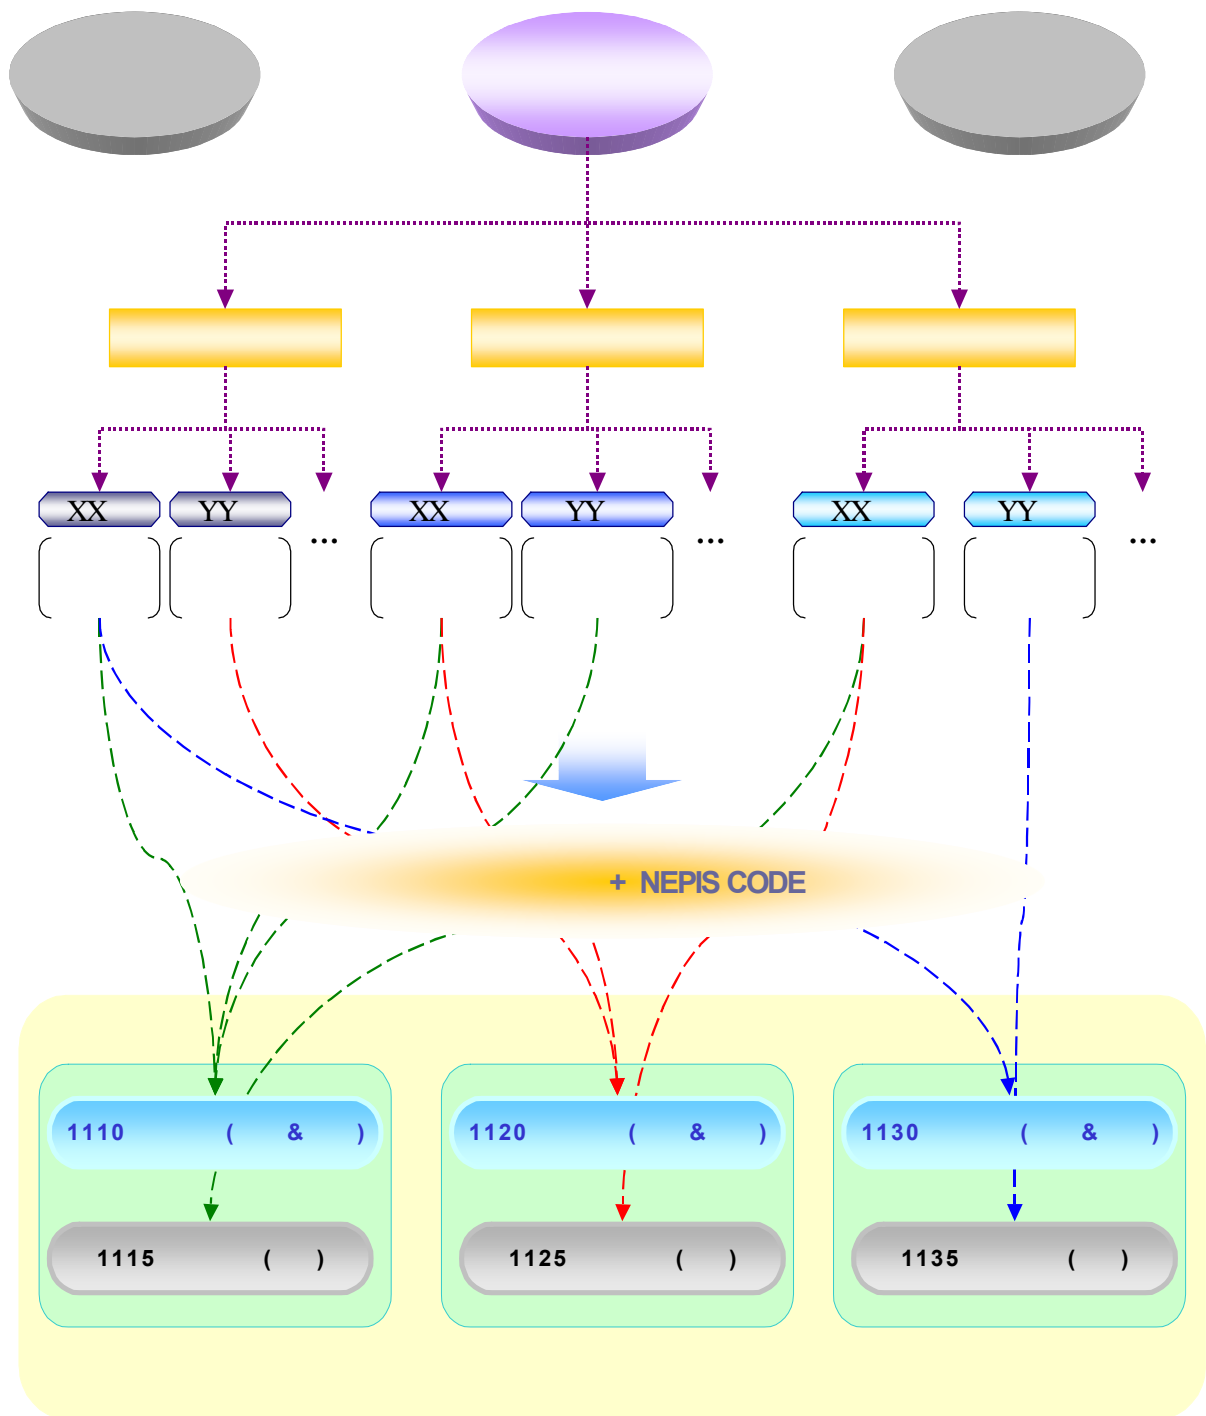 XX YY XX YY XX YY
... ... ...
+ NEPIS CODE
1110 ( & ) 1120 ( & ) 1130 ( & )
1115 ( ) 1125 ( ) 1135 ( )